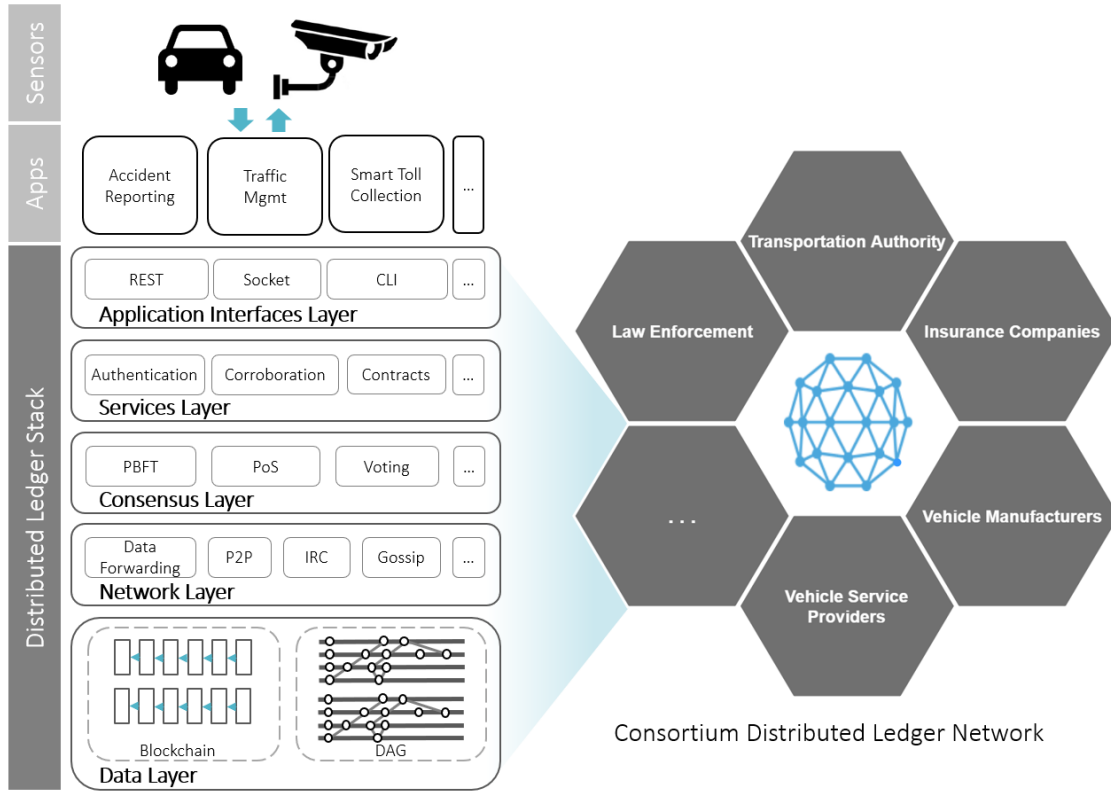 Sensors
Apps
Accident
Reporting
Traffic
Mgmt
Smart Toll
Collection
...
Distributed Ledger Stack
REST
Socket
CLI
...
Application Interfaces Layer
Authentication
Corroboration
Contracts
...
Services Layer
PBFT
PoS
Voting
...
Consensus Layer
Data
Forwarding
P2P
IRC
Gossip
...
Network Layer
Blockchain
DAG
Data Layer
Transportation Authority
Law Enforcement
Insurance Companies
. . .
Vehicle Manufacturers
Vehicle Service
Providers
Consortium Distributed Ledger Network